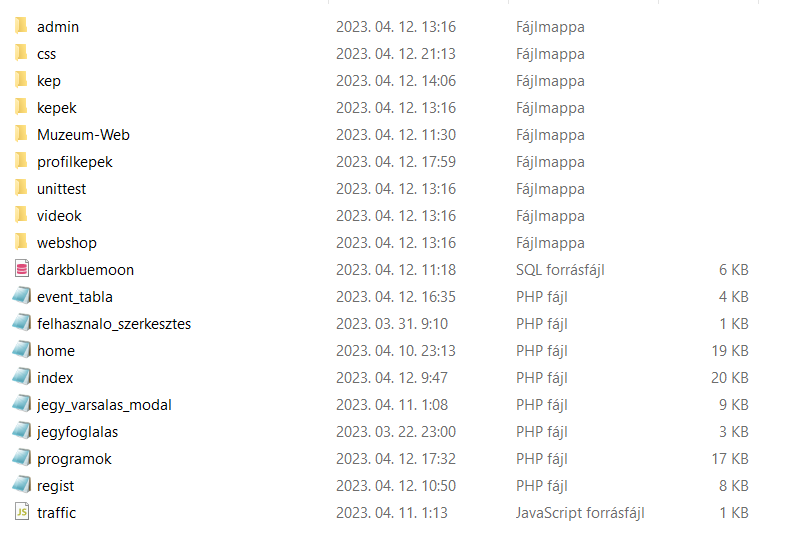 admin 2023. 04. 12. 13:16 Fájlmappa
css 2023. 04. 12. 21:13 Fájlmappa
kep 2023. 04. 12. 14:06 Fájlmappa
kepek 2023. 04. 12. 13:16 Fájlmappa
Muzeum-Web 2023. 04. 12. 11:30 Fájlmappa
profilkepek 2023. 04. 12. 17:59 Fájlmappa
unittest 2023. 04. 12. 13:16 Fájlmappa
videok 2023. 04. 12. 13:16 Fájlmappa
webshop 2023. 04. 12. 13:16 Fájlmappa
darkbluemoon 2023. 04. 12. 11:18 SQL forrásfájl 6 KB
event_tabla 2023. 04. 12. 16:35 PHP fájl 4 KB
felhasznalo_szerkesztes 2023. 03. 31. 9:10 PHP fájl 1 KB
home 2023. 04. 10. 23:13 PHP fájl 19 KB
index 2023. 04. 12. 9:47 PHP fájl 20 KB
jegy_varsalas_modal 2023. 04. 11. 1:08 PHP fájl 9 KB
jegyfoglalas 2023. 03. 22. 23:00 PHP fájl 3 KB
programok 2023. 04. 12. 17:32 PHP fájl 17 KB
regist 2023. 04. 12. 10:50 PHP fájl 8 KB
JS traffic 2023. 04. 11. 1:13 JavaScript forrásfájl 1 KB